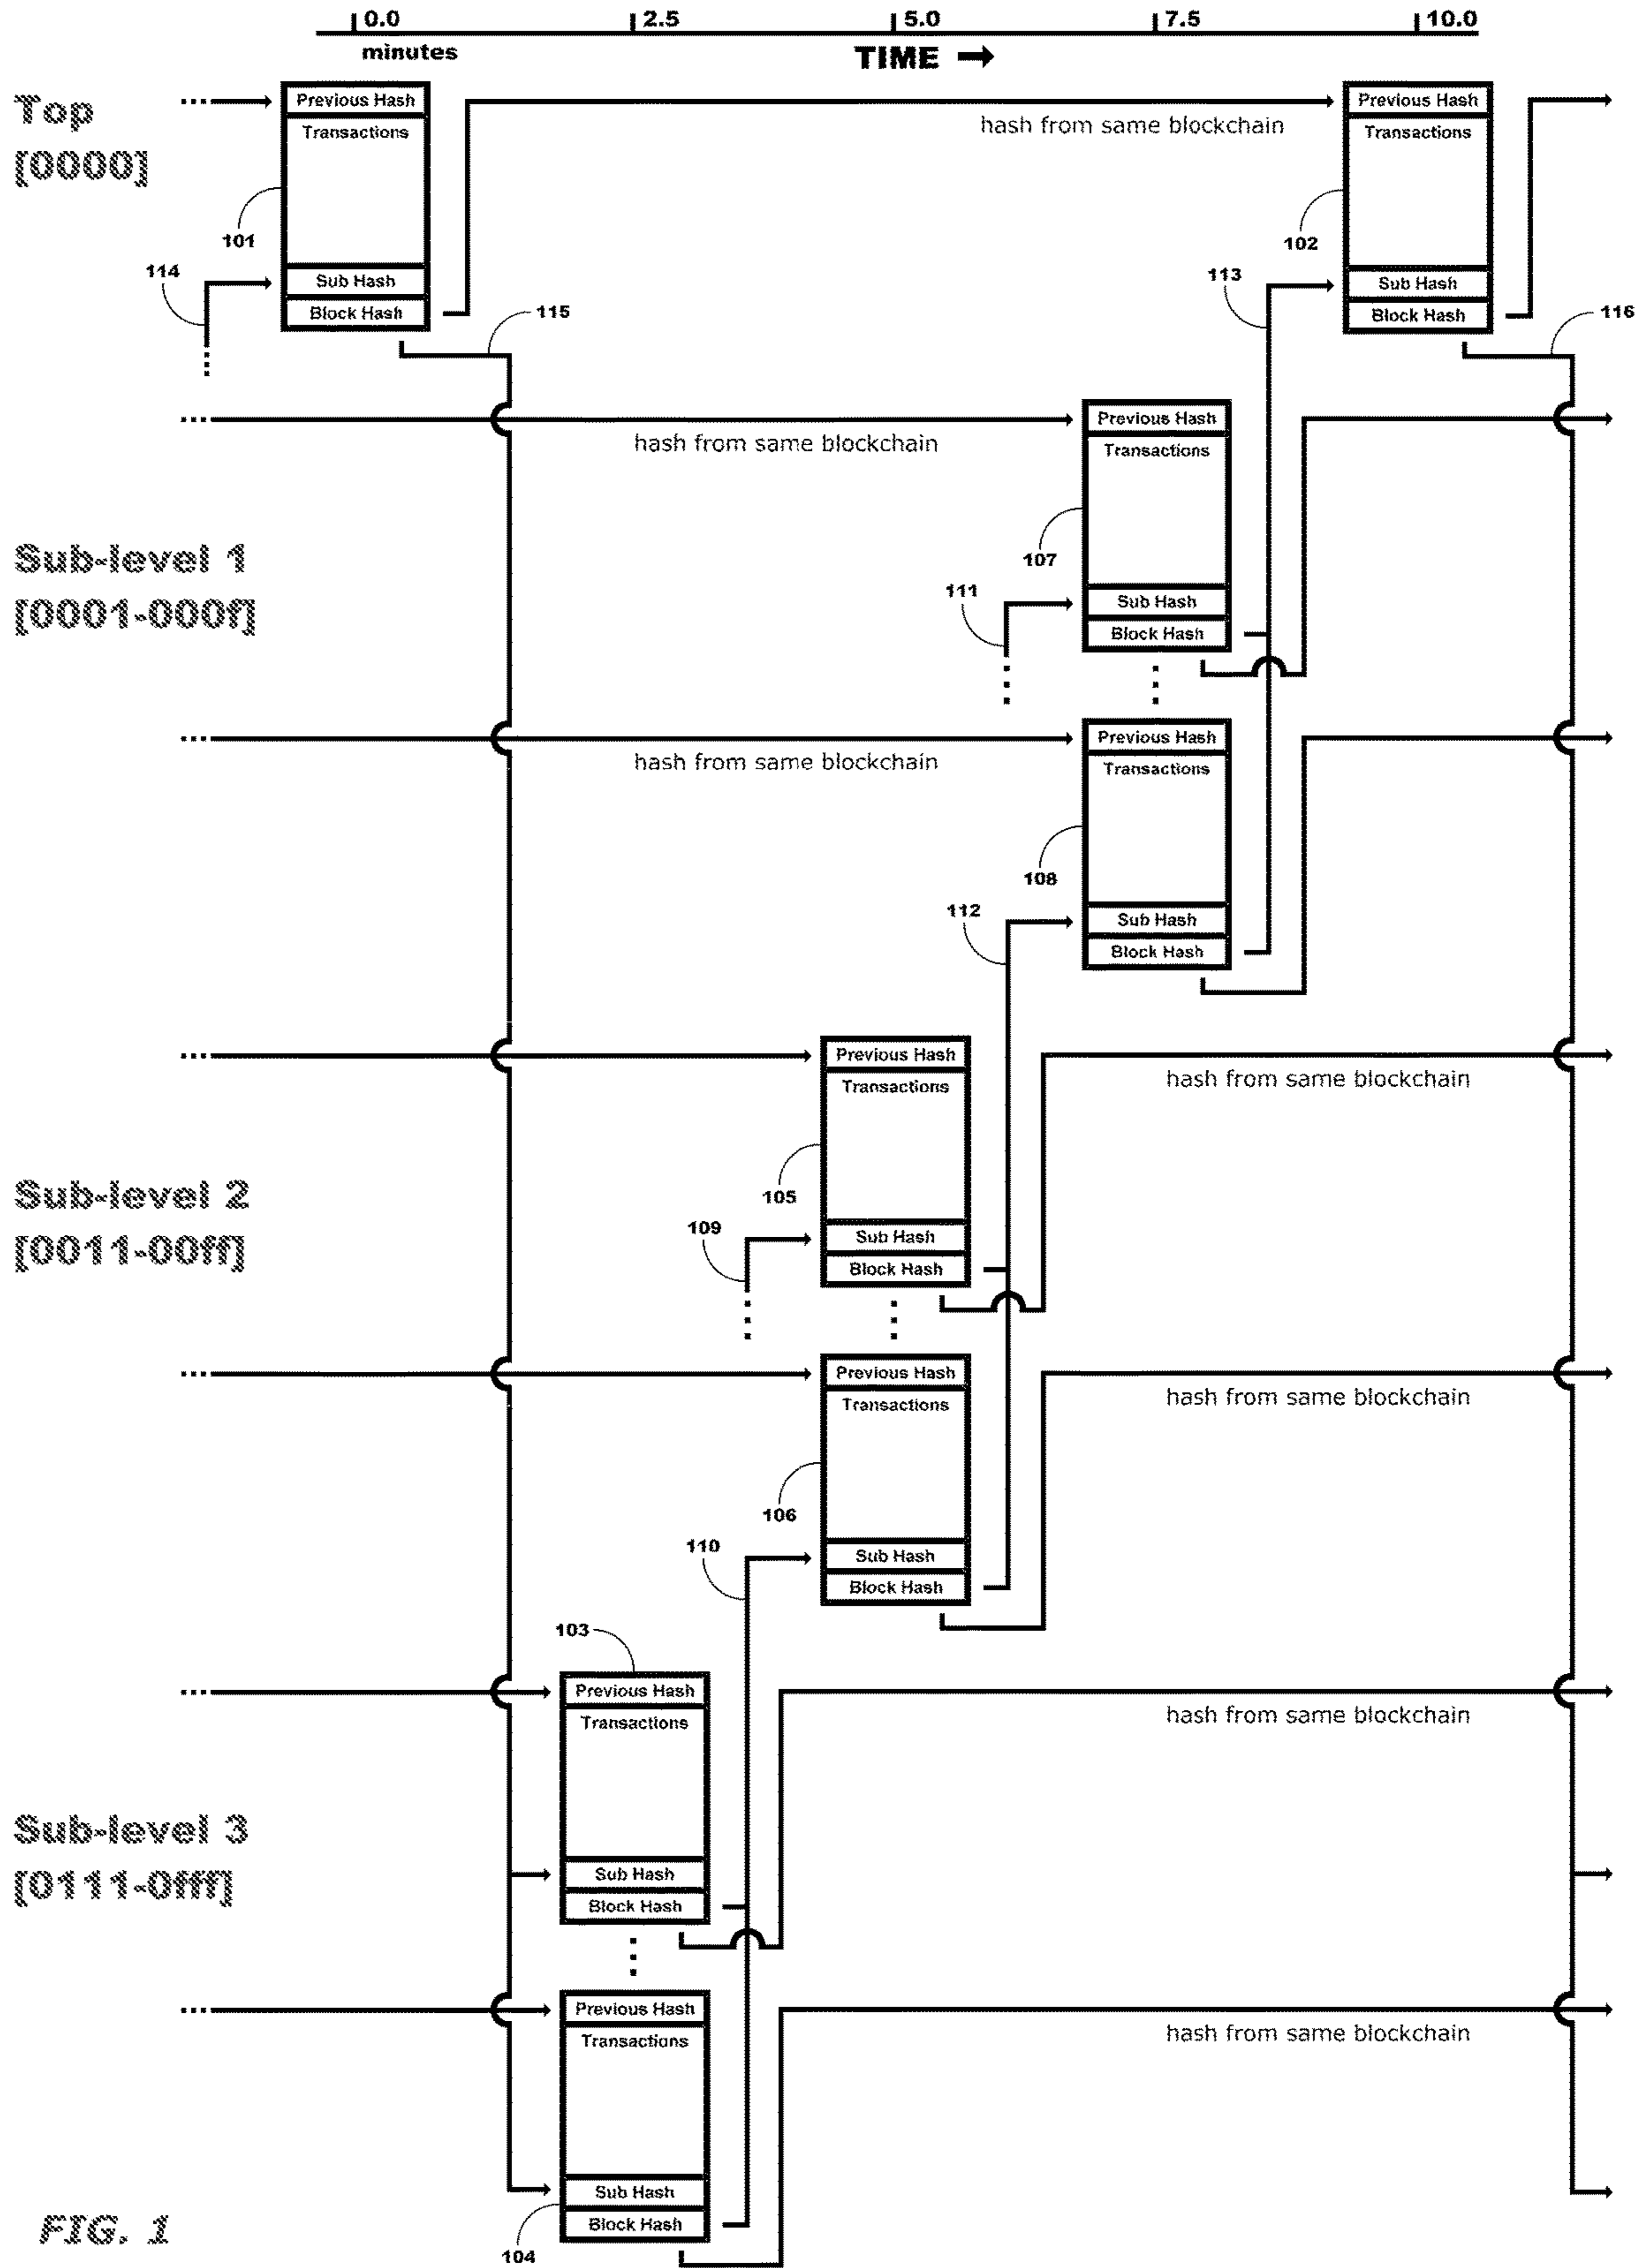 0.0 2.5 5.0 7.5 10.0
minutes TIME
Top
[0000]
Previous Hash
Transactions
101
114
Sub Hash
Block Hash
115
hash from same blockchain
Previous Hash
Transactions
102
113
Sub Hash
Block Hash
116
Sub-level 1
[0001-000f]
hash from same blockchain
Previous Hash
Transactions
107
111
Sub Hash
Block Hash
hash from same blockchain
Previous Hash
Transactions
108
112
Sub Hash
Block Hash
Sub-level 2
[0011-00ff]
Previous Hash
Transactions
hash from same blockchain
105
109
Sub Hash
Block Hash
Previous Hash
Transactions
hash from same blockchain
106
110
Sub Hash
Block Hash
Sub-level 3
[0111-0fff]
103
Previous Hash
Transactions
hash from same blockchain
Sub Hash
Block Hash
Previous Hash
Transactions
hash from same blockchain
Sub Hash
Block Hash
104
FIG. 1